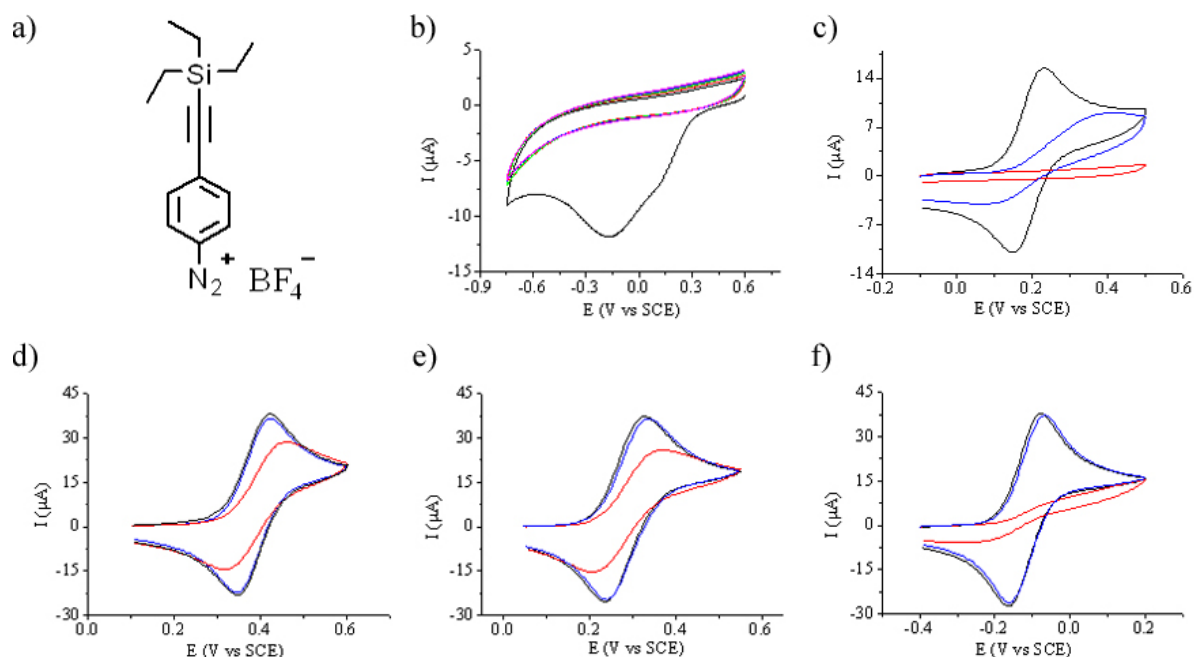 a)
Si
N2+ BF4−
b)
I (µA)
5
0
-5
-10
-15
-0.9 -0.6 -0.3 0.0 0.3 0.6
E (V vs SCE)
c)
I (µA)
14
7
0
-7
-14
-0.2 0.0 0.2 0.4 0.6
E (V vs SCE)
d)
I (µA)
45
30
15
0
-15
-30
0.0 0.2 0.4 0.6
E (V vs SCE)
e)
I (µA)
45
30
15
0
-15
-30
0.0 0.2 0.4 0.6
E (V vs SCE)
f)
I (µA)
45
30
15
0
-15
-30
-0.4 -0.2 0.0 0.2
E (V vs SCE)